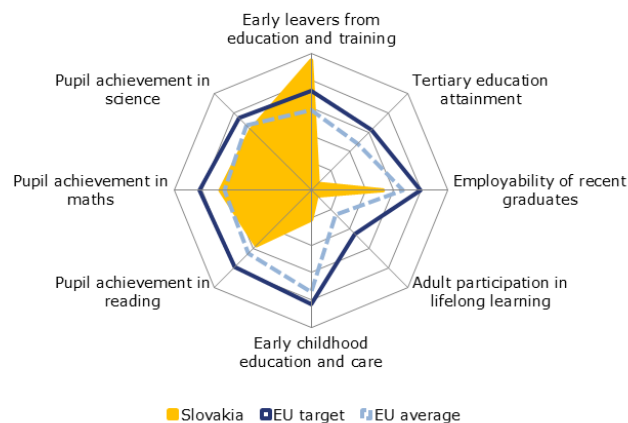 Early leavers from
education and training
Pupil achievement in
science
Tertiary education
attainment
Pupil achievement in
maths
Employability of recent
graduates
Pupil achievement in
reading
Adult participation in
lifelong learning
Early childhood
education and care
Slovakia EU target EU average